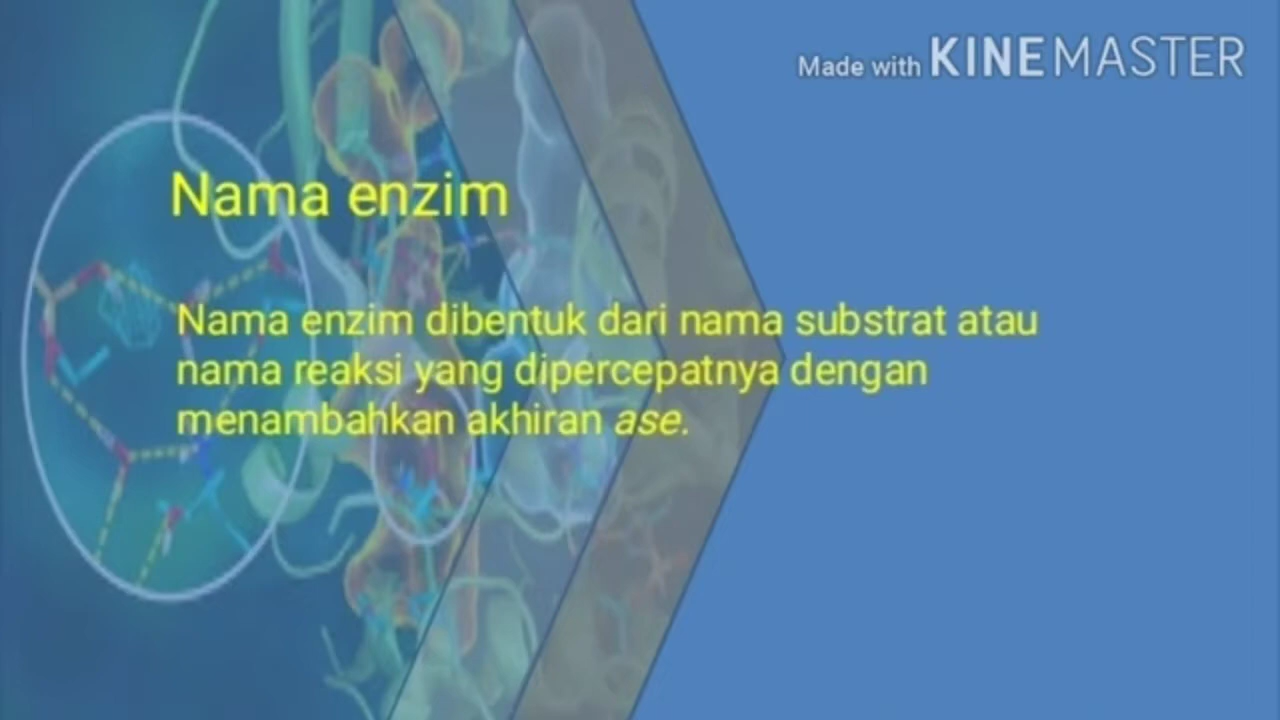 Made with KINEMASTER
Nama enzim
Nama enzim dibentuk dari nama substrat atau
nama reaksi yang dipercepatnya dengan
menambahkan akhiran ase.